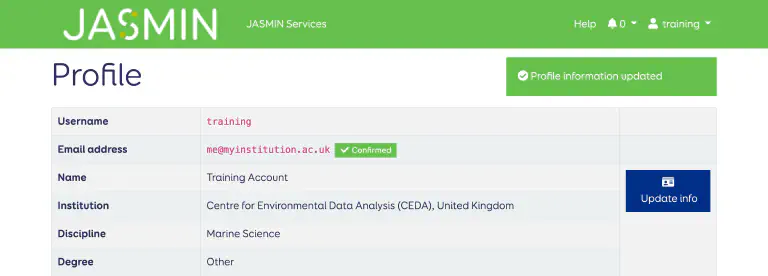 JASMIN JASMIN Services Help 0 training
Profile
Profile information updated
Username training
Email address me@myinstitution.ac.uk Confirmed
Name Training Account
Update info
Institution Centre for Environmental Data Analysis (CEDA), United Kingdom
Discipline Marine Science
Degree Other